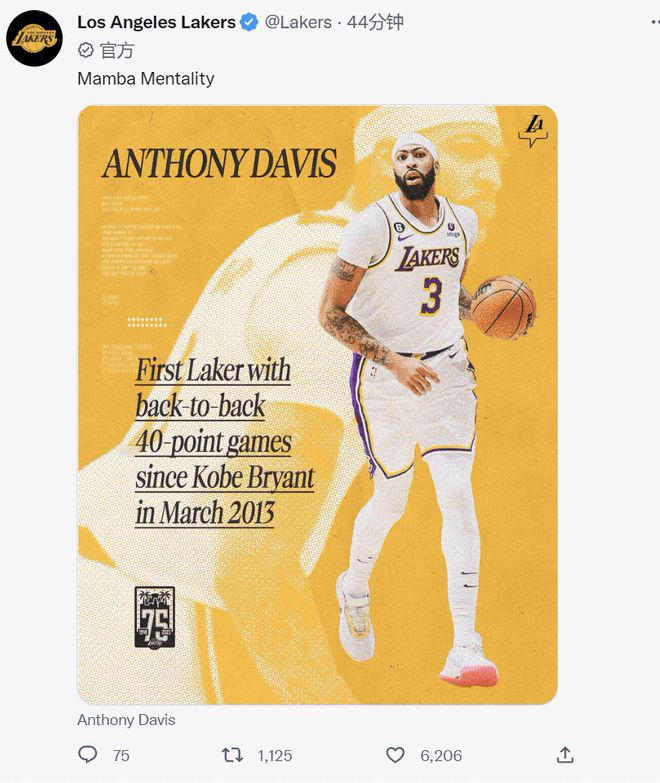 Los Angeles Lakers @Lakers · 44分钟
官方
Mamba Mentality
ANTHONY DAVIS
LAKERS
6
LAKERS
3
First Laker with
back-to-back
40-point games
since Kobe Bryant
in March 2013
75
Anthony Davis
75 1,125 6,206